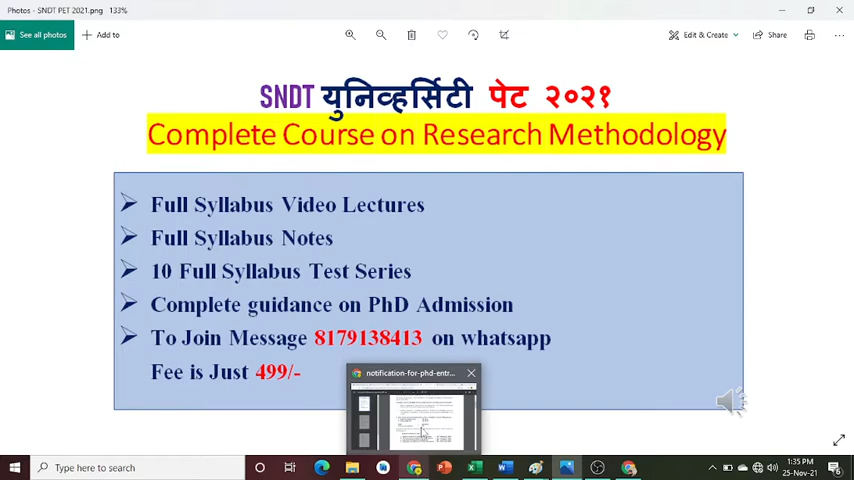 Photos - SNDT PET 2021.png 133%
See all photos
Add to
Edit & Create
Share
SNDT युनिव्हर्सिटी पेट २०२१
Complete Course on Research Methodology
Full Syllabus Video Lectures
Full Syllabus Notes
10 Full Syllabus Test Series
Complete guidance on PhD Admission
To Join Message 8179138413 on whatsapp
Fee is Just 499/-
notification-for-phd-entr...
Type here to search
1:35 PM
25-Nov-21
6